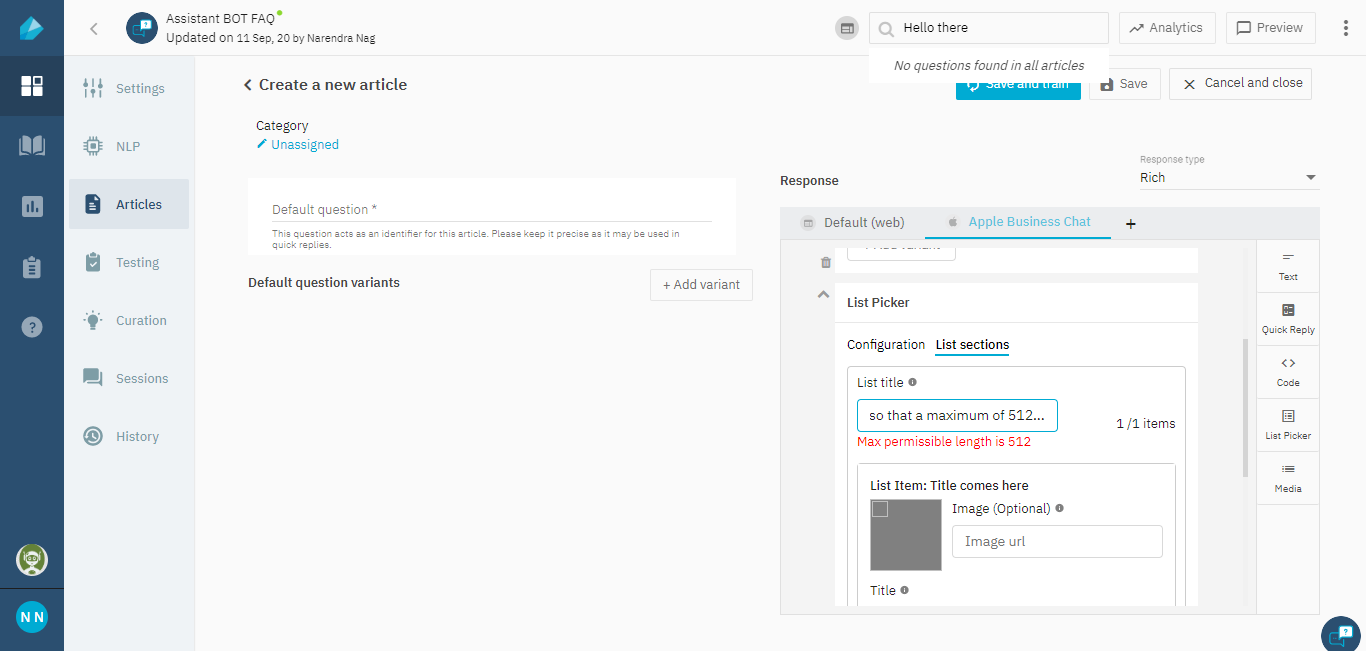 Assistant BOT FAQ
Updated on 11 Sep, 20 by Narendra Nag
Hello there
Analytics
Preview
No questions found in all articles
Settings
NLP
Articles
Testing
Curation
Sessions
History
N N
Create a new article
Save and train
Save
Cancel and close
Category
Unassigned
Default question *
This question acts as an identifier for this article. Please keep it precise as it may be used in
quick replies.
Default question variants
+ Add variant
Response
Response type
Rich
Default (web)
Apple Business Chat
+
+ Add variant
List Picker
Configuration
List sections
List title
so that a maximum of 512...
1 /1 items
Max permissible length is 512
List Item: Title comes here
Image (Optional)
Image url
Title
Text
Quick Reply
Code
List Picker
Media